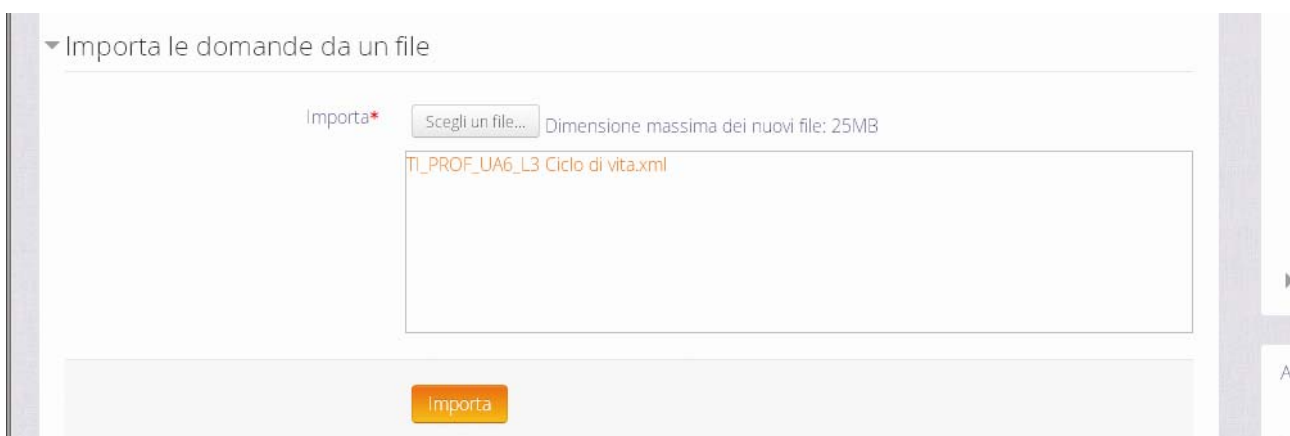 Importa le domande da un file
Importa*
Scegli un file... Dimensione massima dei nuovi file: 25MB
TI_PROF_UA6_L3 Ciclo di vita.xml
Importa
A